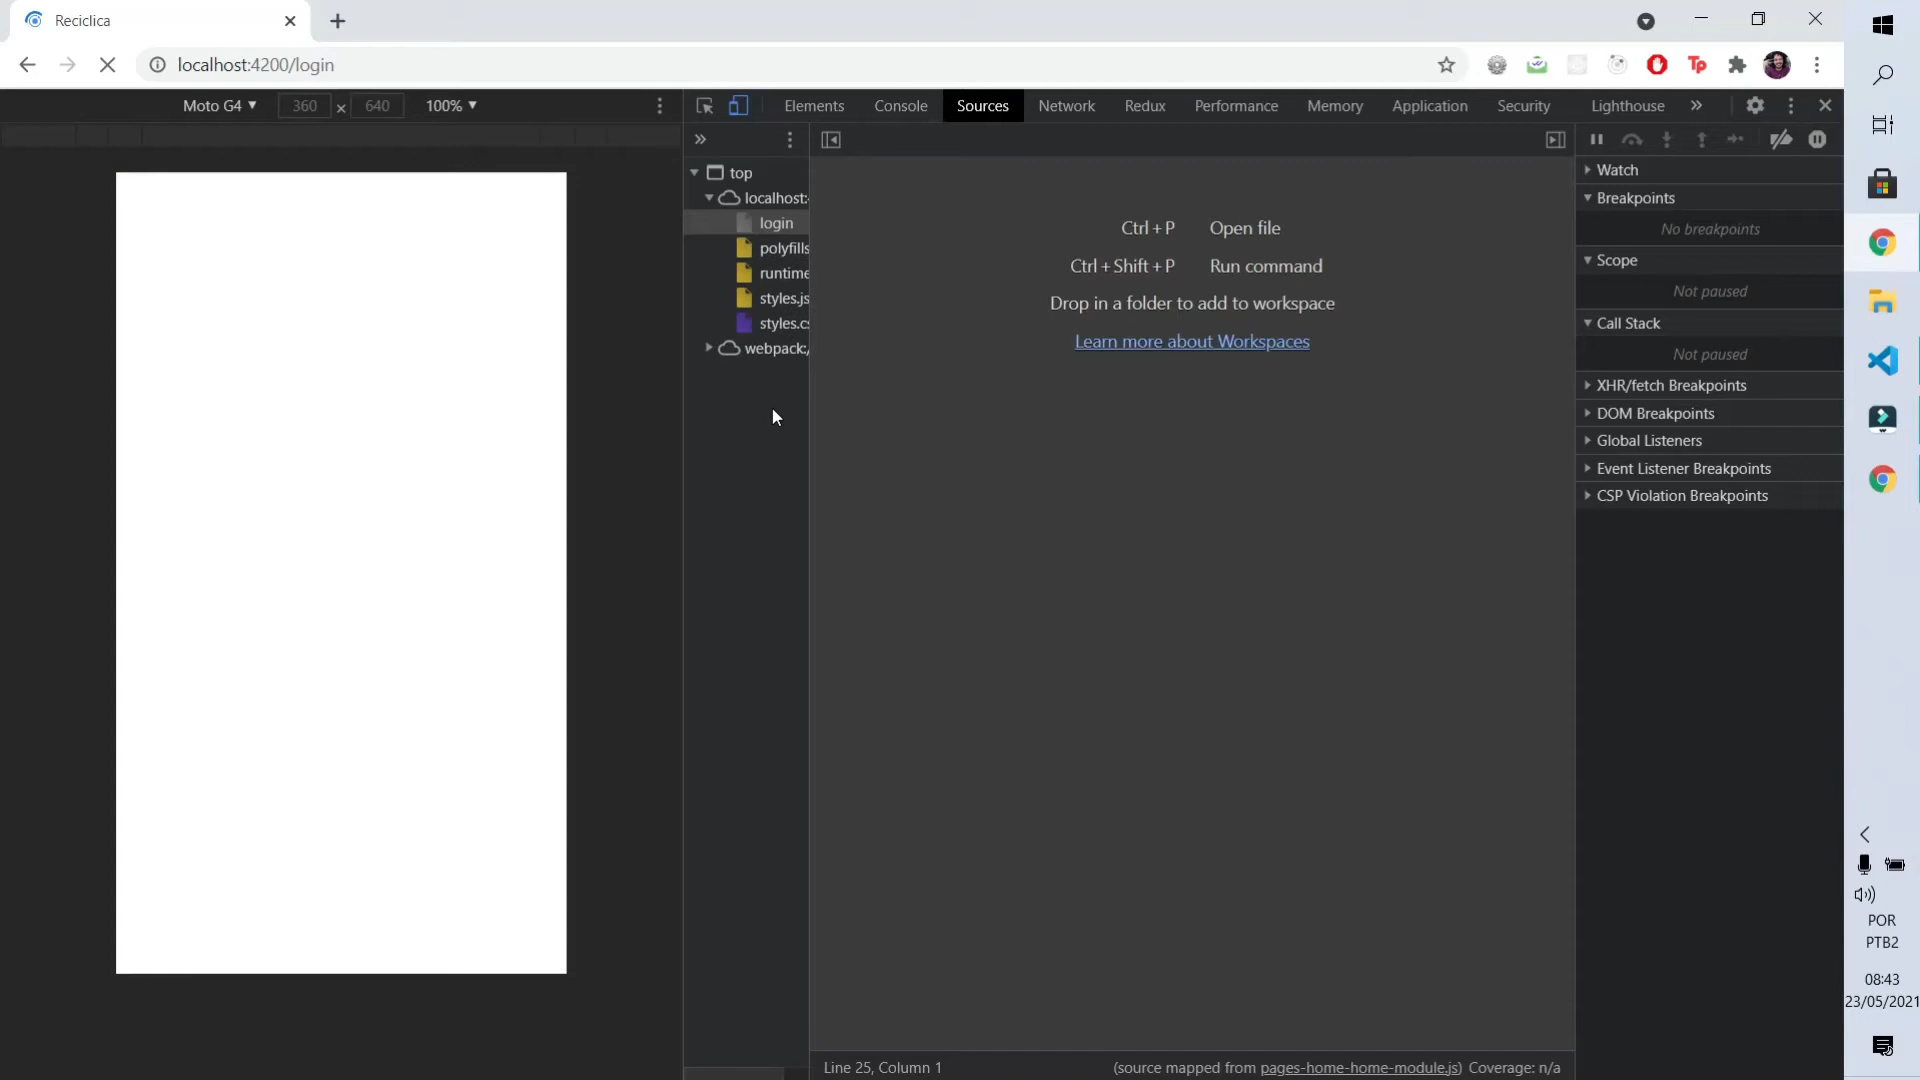 Reciclica
localhost:4200/login
Moto G4
360 × 640
100%
Elements
Console
Sources
Network
Redux
Performance
Memory
Application
Security
Lighthouse
top
localhost:
login
polyfills
runtime
styles.js
styles.cs
webpack:/
Ctrl + P Open file
Ctrl + Shift + P Run command
Drop in a folder to add to workspace
Learn more about Workspaces
Watch
Breakpoints
No breakpoints
Scope
Not paused
Call Stack
Not paused
XHR/fetch Breakpoints
DOM Breakpoints
Global Listeners
Event Listener Breakpoints
CSP Violation Breakpoints
Line 25, Column 1
(source mapped from pages-home-home-module.js) Coverage: n/a
Tp
POR
PTB2
08:43
23/05/2021